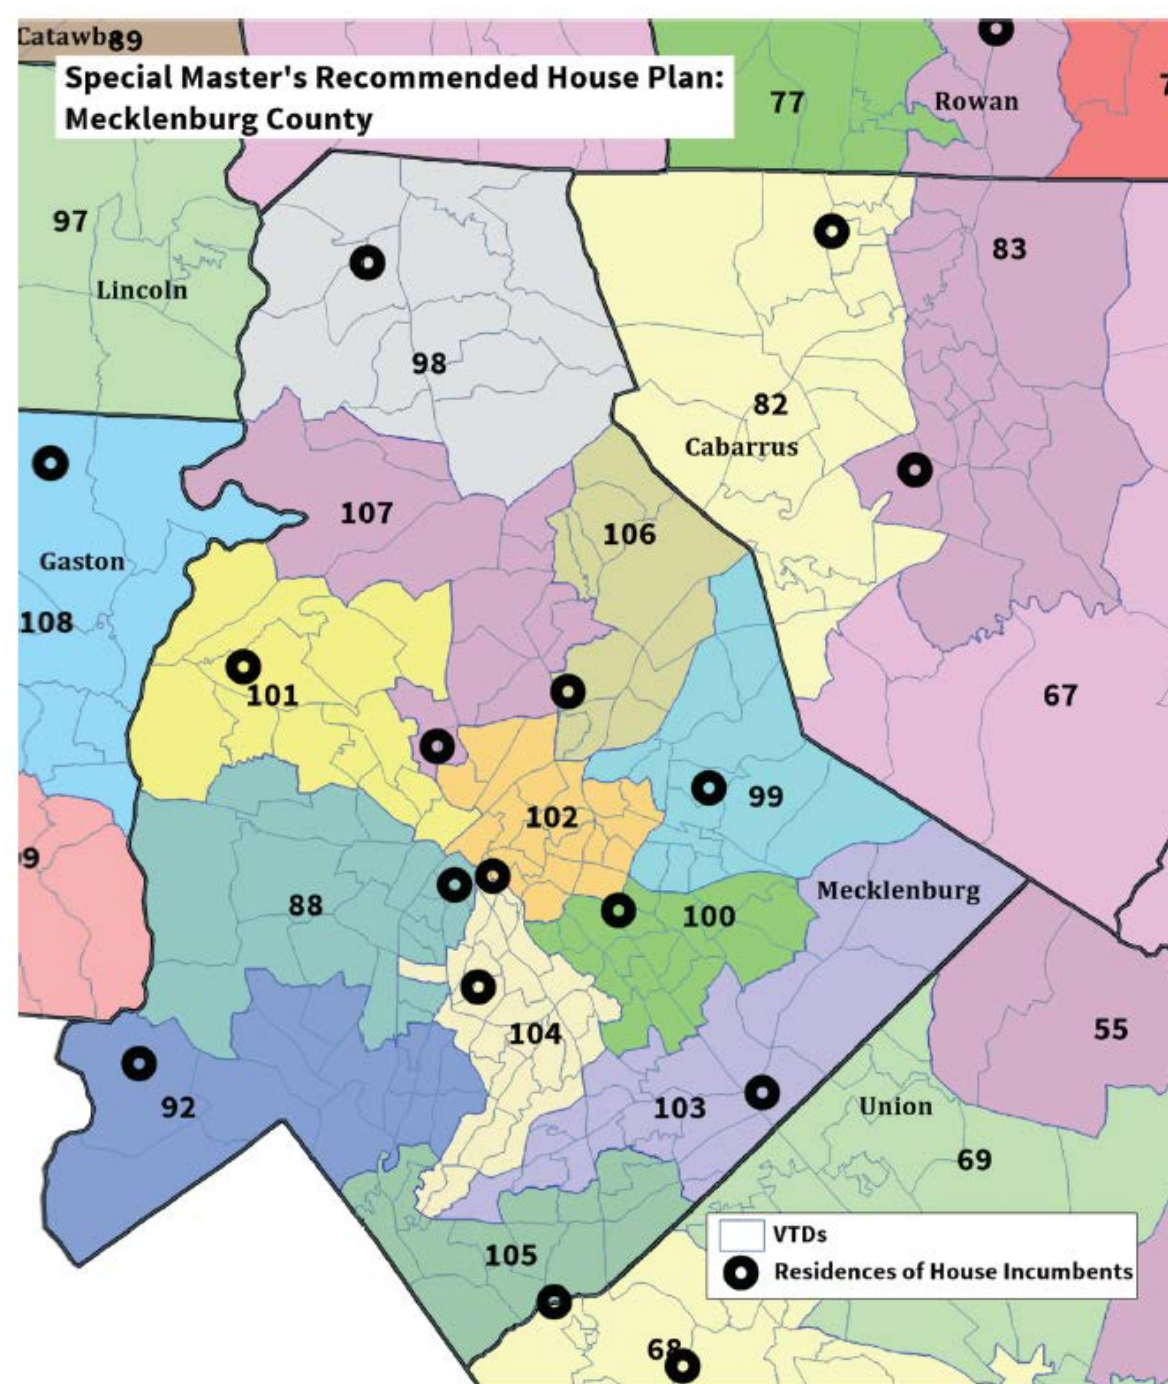 Catawba
89
Special Master's Recommended House Plan:
Mecklenburg County
77
Rowan
7
97
83
Lincoln
98
82
Cabarrus
107
106
Gaston
108
101
67
102
99
9
Mecklenburg
88
100
104
55
92
103
Union
69
VTDs
105
Residences of House Incumbents
68